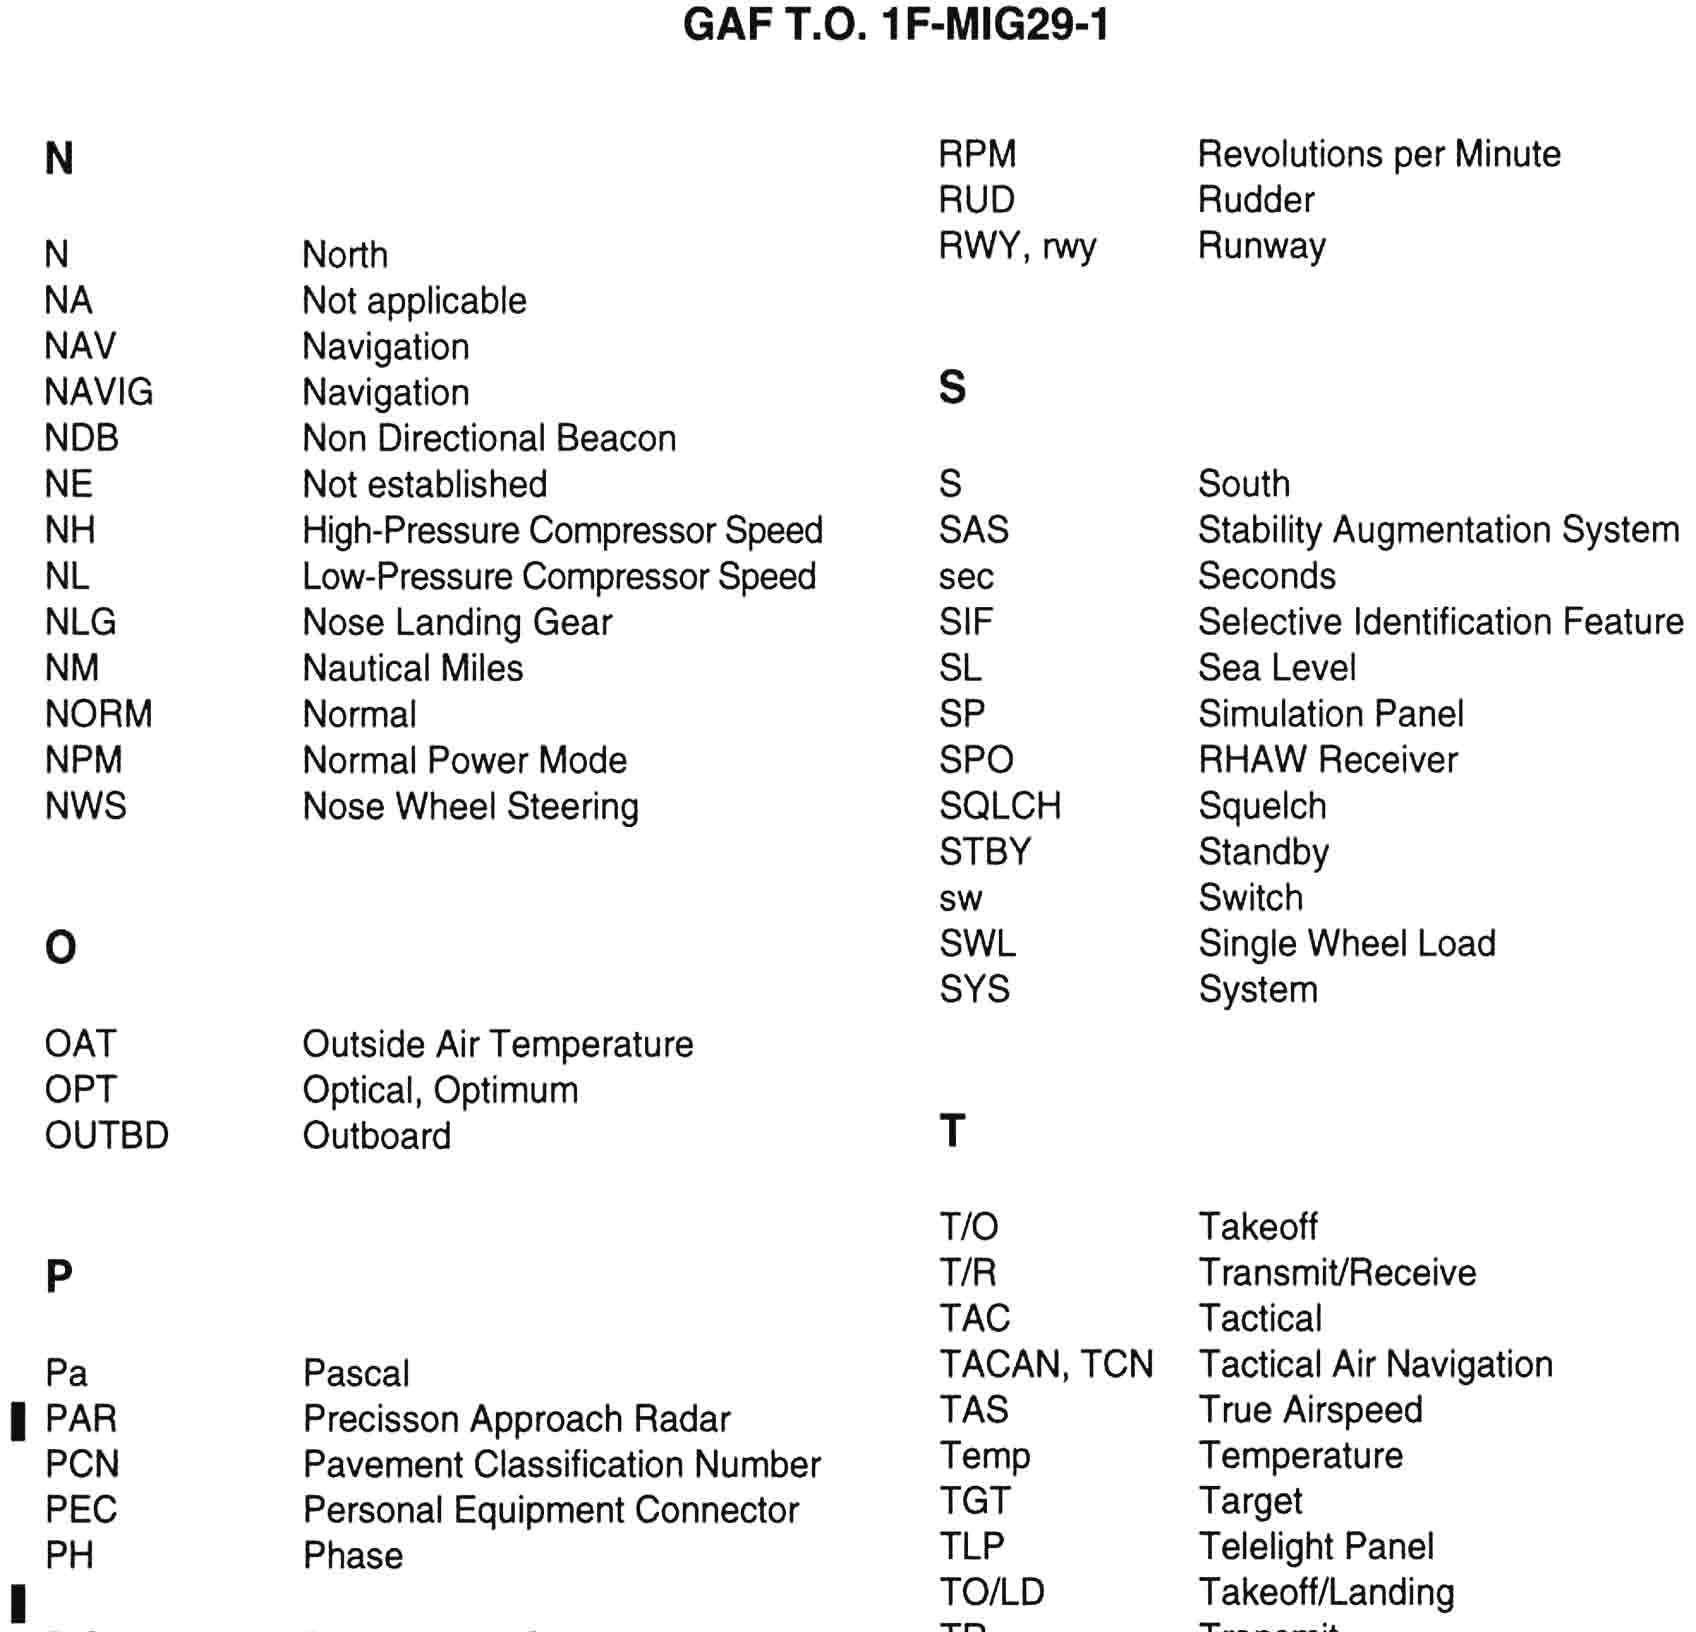 GAF T.O. 1F-MIG29-1
N
N North
NA Not applicable
NAV Navigation
NAVIG Navigation
NDB Non Directional Beacon
NE Not established
NH High-Pressure Compressor Speed
NL Low-Pressure Compressor Speed
NLG Nose Landing Gear
NM Nautical Miles
NORM Normal
NPM Normal Power Mode
NWS Nose Wheel Steering
O
OAT Outside Air Temperature
OPT Optical, Optimum
OUTBD Outboard
P
Pa Pascal
PAR Precisson Approach Radar
PCN Pavement Classification Number
PEC Personal Equipment Connector
PH Phase
RPM Revolutions per Minute
RUD Rudder
RWY, rwy Runway
S
S South
SAS Stability Augmentation System
sec Seconds
SIF Selective Identification Feature
SL Sea Level
SP Simulation Panel
SPO RHAW Receiver
SQLCH Squelch
STBY Standby
sw Switch
SWL Single Wheel Load
SYS System
T
T/O Takeoff
T/R Transmit/Receive
TAC Tactical
TACAN, TCN Tactical Air Navigation
TAS True Airspeed
Temp Temperature
TGT Target
TLP Telelight Panel
TO/LD Takeoff/Landing
TR Transmit